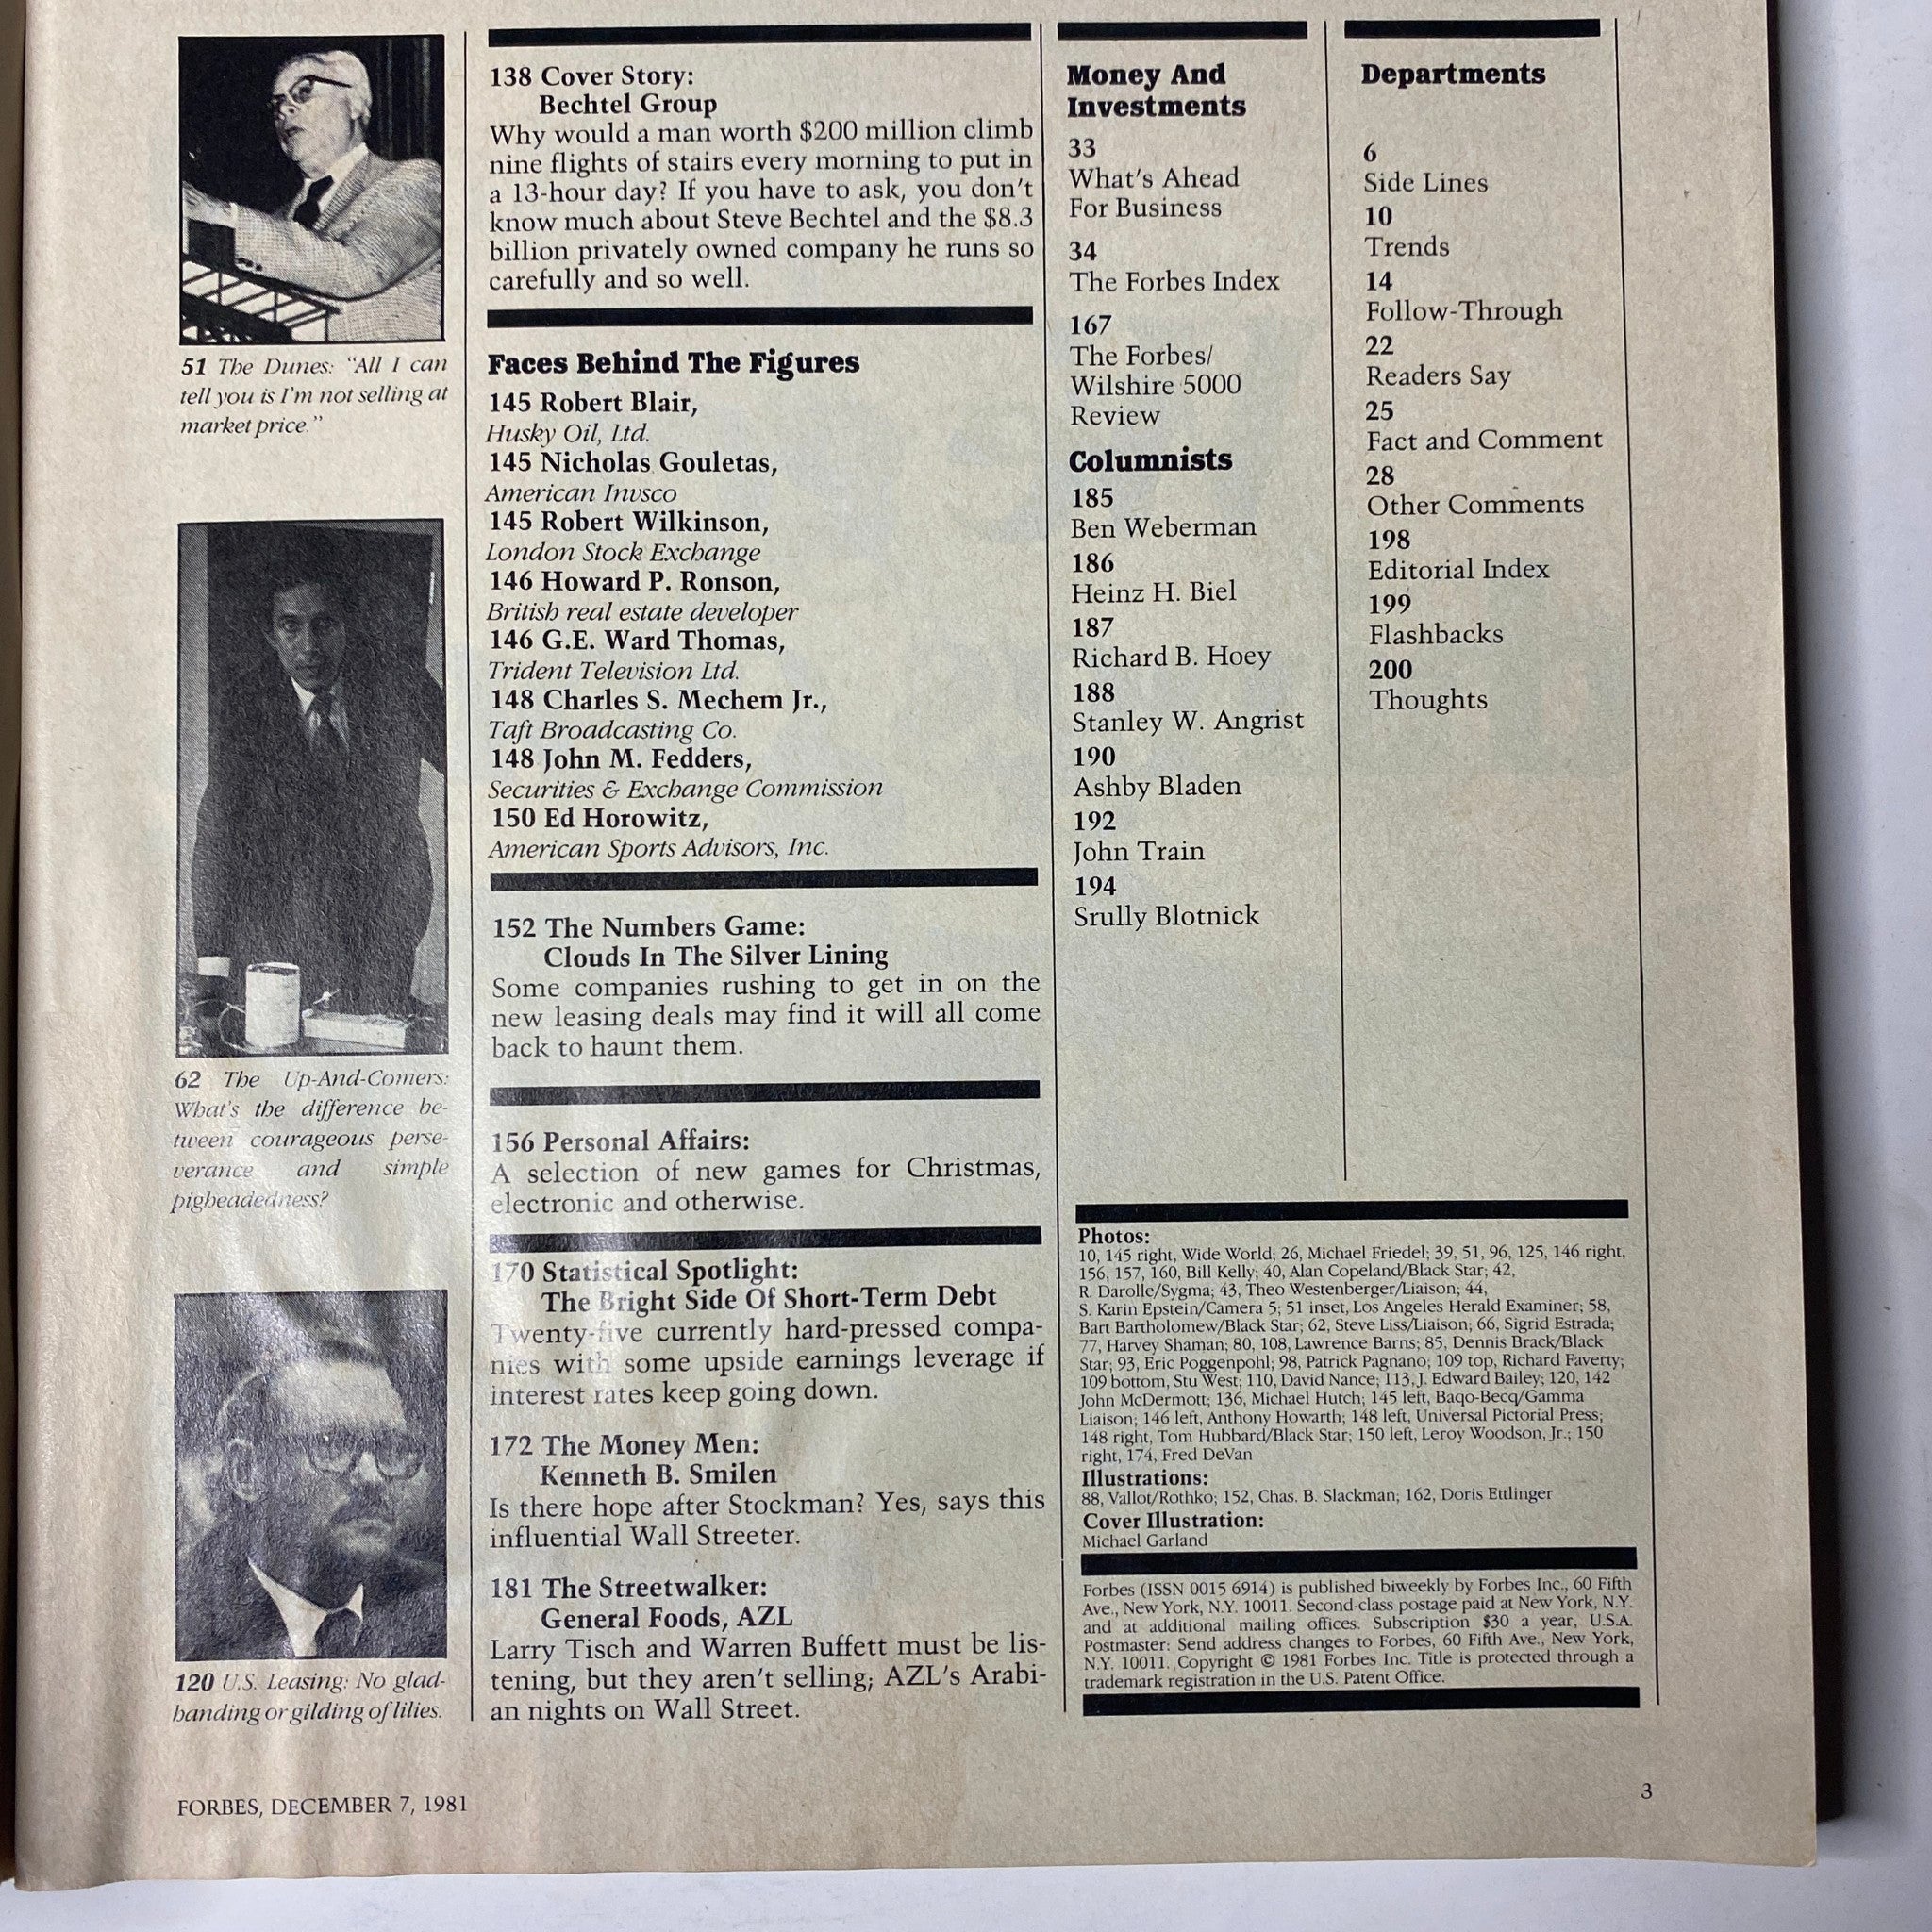 51 The Dunes: "All I can
tell you is I'm not selling at
market price."
62 The Up-And-Comers:
What's the difference be-
tween courageous perse-
verance and simple
pigheadedness?
120 U.S. Leasing: No glad-
handing or gilding of lilies.
138 Cover Story:
Bechtel Group
Why would a man worth $200 million climb
nine flights of stairs every morning to put in
a 13-hour day? If you have to ask, you don't
know much about Steve Bechtel and the $8.3
billion privately owned company he runs so
carefully and so well.
Faces Behind The Figures
145 Robert Blair,
Husky Oil, Ltd.
145 Nicholas Gouletas,
American Invsco
145 Robert Wilkinson,
London Stock Exchange
146 Howard P. Ronson,
British real estate developer
146 G.E. Ward Thomas,
Trident Television Ltd.
148 Charles S. Mechem Jr.,
Taft Broadcasting Co.
148 John M. Fedders,
Securities & Exchange Commission
150 Ed Horowitz,
American Sports Advisors, Inc.
152 The Numbers Game:
Clouds In The Silver Lining
Some companies rushing to get in on the
new leasing deals may find it will all come
back to haunt them.
156 Personal Affairs:
A selection of new games for Christmas,
electronic and otherwise.
170 Statistical Spotlight:
The Bright Side Of Short-Term Debt
Twenty-five currently hard-pressed compa-
nies with some upside earnings leverage if
interest rates keep going down.
172 The Money Men:
Kenneth B. Smilen
Is there hope after Stockman? Yes, says this
influential Wall Streeter.
181 The Streetwalker:
General Foods, AZL
Larry Tisch and Warren Buffett must be lis-
tening, but they aren't selling; AZL's Arabi-
an nights on Wall Street.
Money And
Investments
33
What's Ahead
For Business
34
The Forbes Index
167
The Forbes/
Wilshire 5000
Review
Columnists
185
Ben Weberman
186
Heinz H. Biel
187
Richard B. Hoey
188
Stanley W. Angrist
190
Ashby Bladen
192
John Train
194
Srully Blotnick
Departments
6
Side Lines
10
Trends
14
Follow-Through
22
Readers Say
25
Fact and Comment
28
Other Comments
198
Editorial Index
199
Flashbacks
200
Thoughts
Photos:
10, 145 right, Wide World; 26, Michael Friedel; 39, 51, 96, 125, 146 right,
156, 157, 160, Bill Kelly; 40, Alan Copeland/Black Star; 42,
R. Darolle/Sygma; 43, Theo Westenberger/Liaison; 44,
S. Karin Epstein/Camera 5; 51 inset, Los Angeles Herald Examiner; 58,
Bart Bartholomew/Black Star; 62, Steve Liss/Liaison; 66, Sigrid Estrada;
77, Harvey Shaman; 80, 108, Lawrence Barns; 85, Dennis Brack/Black
Star; 93, Eric Poggenpohl; 98, Patrick Pagnano; 109 top, Richard Faverty;
109 bottom, Stu West; 110, David Nance; 113, J. Edward Bailey; 120, 142
John McDermott; 136, Michael Hutch; 145 left, Baqo-Becq/Gamma
Liaison; 146 left, Anthony Howarth; 148 left, Universal Pictorial Press;
148 right, Tom Hubbard/Black Star; 150 left, Leroy Woodson, Jr.; 150
right, 174, Fred DeVan
Illustrations:
88, Vallot/Rothko; 152, Chas. B. Slackman; 162, Doris Ettlinger
Cover Illustration:
Michael Garland
Forbes (ISSN 0015 6914) is published biweekly by Forbes Inc., 60 Fifth
Ave., New York, N.Y. 10011. Second-class postage paid at New York, N.Y.
and at additional mailing offices. Subscription $30 a year, U.S.A.
Postmaster: Send address changes to Forbes, 60 Fifth Ave., New York,
N.Y. 10011. Copyright © 1981 Forbes Inc. Title is protected through a
trademark registration in the U.S. Patent Office.
FORBES, DECEMBER 7, 1981
3